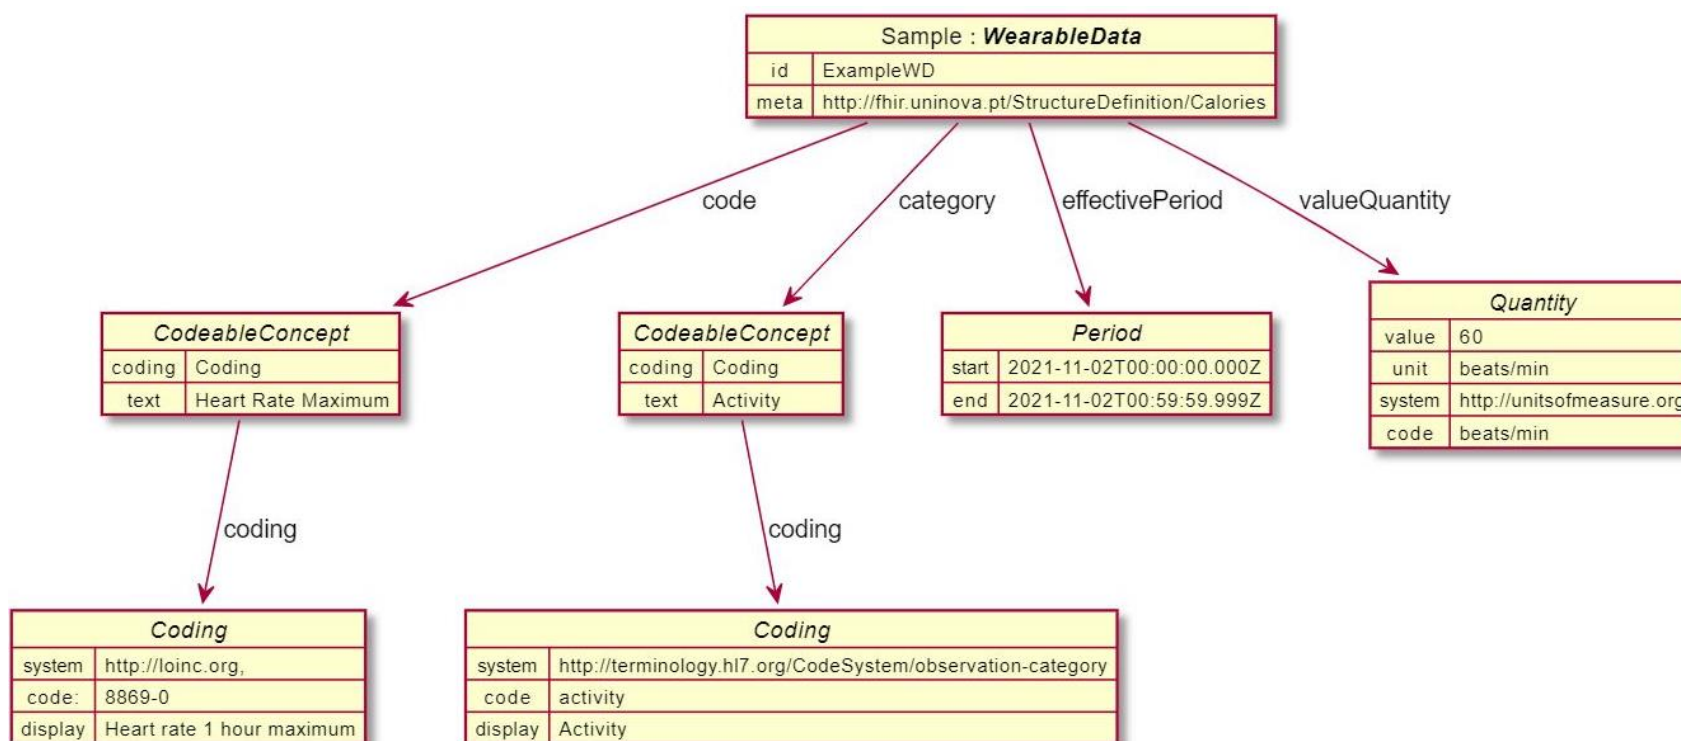 Sample : WearableData
id ExampleWD
meta http://fhir.uninova.pt/StructureDefinition/Calories
code category effectivePeriod valueQuantity
CodeableConcept
coding Coding
text Heart Rate Maximum
CodeableConcept
coding Coding
text Activity
Period
start 2021-11-02T00:00:00.000Z
end 2021-11-02T00:59:59.999Z
Quantity
value 60
unit beats/min
system http://unitsofmeasure.org
code beats/min
coding
coding
Coding
system http://loinc.org,
code: 8869-0
display Heart rate 1 hour maximum
Coding
system http://terminology.hl7.org/CodeSystem/observation-category
code activity
display Activity